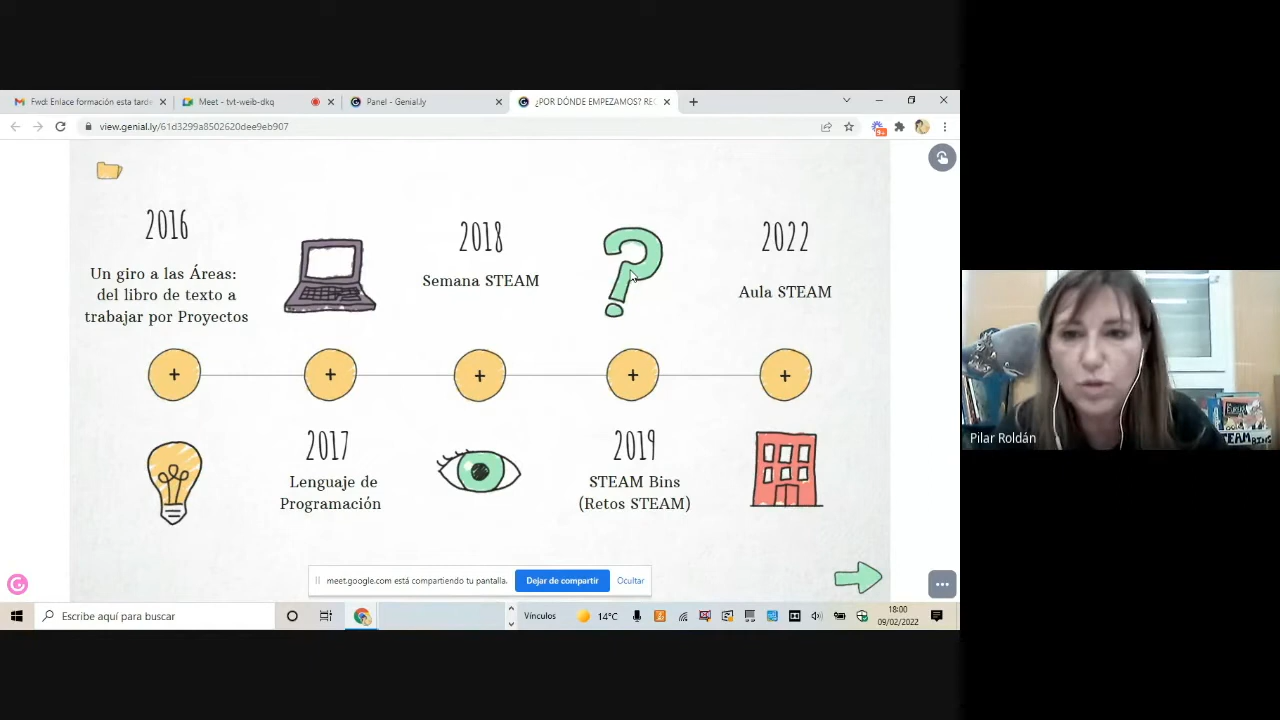 Fwd: Enlace formación esta tarde
Meet - tvt-weib-dkq
Panel - Genial.ly
¿POR DÓNDE EMPEZAMOS? REC
view.genial.ly/61d3299a8502620dee9eb907
2016
Un giro a las Áreas:
del libro de texto a
trabajar por Proyectos
2018
Semana STEAM
2022
Aula STEAM
+ + + + +
2017
Lenguaje de
Programación
2019
STEAM Bins
(Retos STEAM)
Pilar Roldán
meet.google.com está compartiendo tu pantalla.
Dejar de compartir
Ocultar
Escribe aquí para buscar
Vínculos
14°C
18:00
09/02/2022